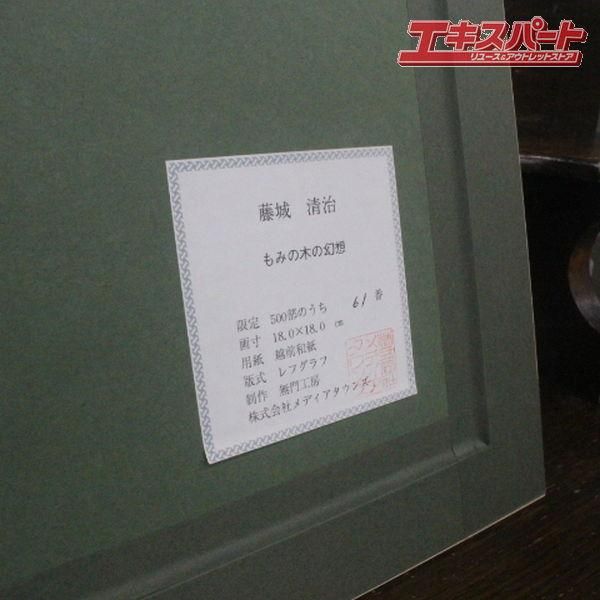 エキスパート
リユース&アウトレットストア
藤城 清治
もみの木の幻想
限定 500部のうち 61番
画寸 18.0×18.0 ㎝
用紙 越前和紙
版式 レフグラフ
制作 無門工房
株式会社メディアタウンズ